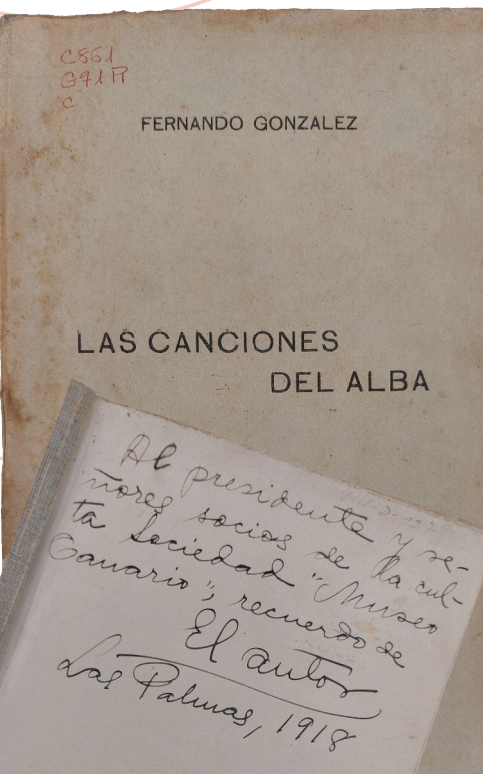 C861
G91R
c
FERNANDO GONZALEZ
LAS CANCIONES
DEL ALBA
Al presidente y se-
ñores socios de la cul-
ta Sociedad "Museo
Canario", recuerdo de
El autor
Las Palmas, 1918